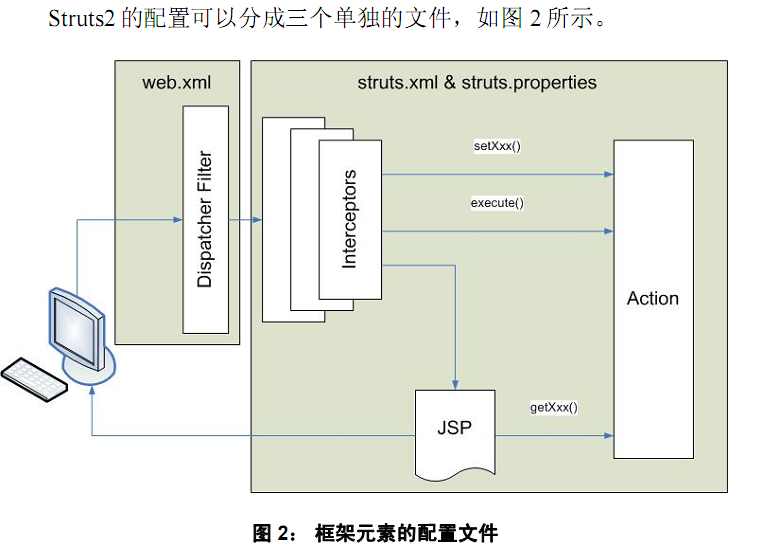 Struts2 的配置可以分成三个单独的文件，如图 2 所示。
web.xml
struts.xml & struts.properties
Dispatcher Filter
Interceptors
setXxx()
execute()
Action
JSP
getXxx()
图 2： 框架元素的配置文件